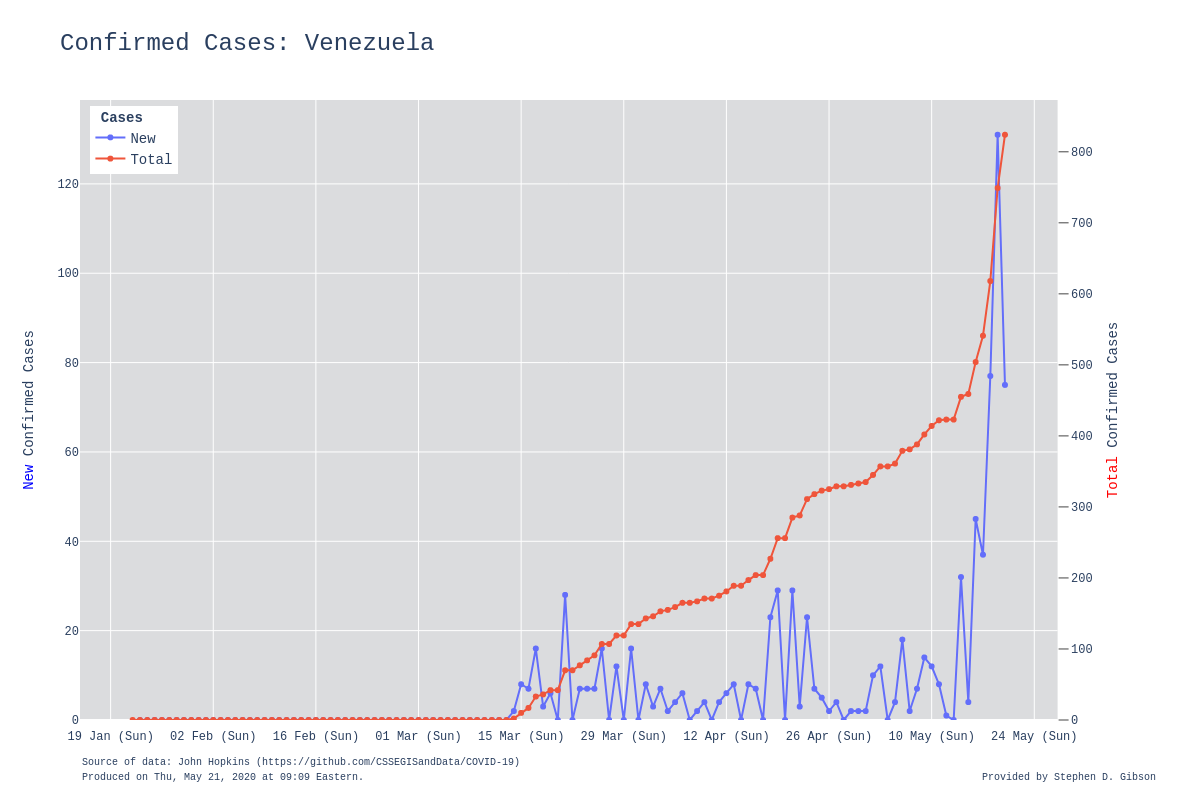 Confirmed Cases: Venezuela
Cases
New
Total
120
100
80
60
40
20
0
800
700
600
500
400
300
200
100
0
New Confirmed Cases
Total Confirmed Cases
19 Jan (Sun) 02 Feb (Sun) 16 Feb (Sun) 01 Mar (Sun) 15 Mar (Sun) 29 Mar (Sun) 12 Apr (Sun) 26 Apr (Sun) 10 May (Sun) 24 May (Sun)
Source of data: John Hopkins (https://github.com/CSSEGISandData/COVID-19)
Produced on Thu, May 21, 2020 at 09:09 Eastern.
Provided by Stephen D. Gibson